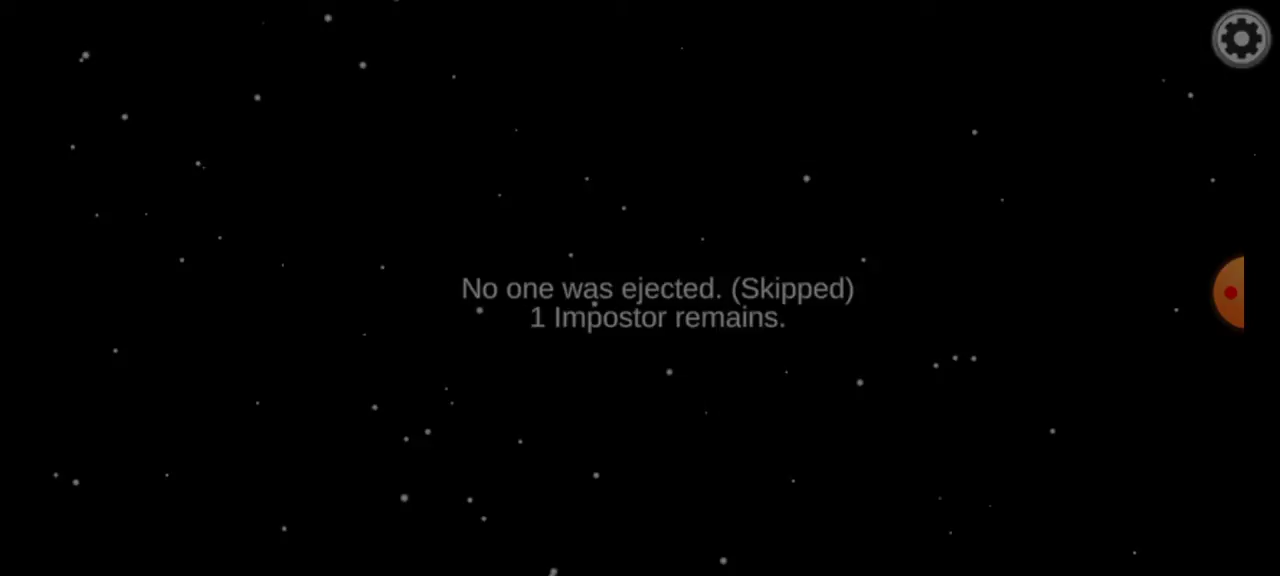 No one was ejected. (Skipped)
1 Impostor remains.